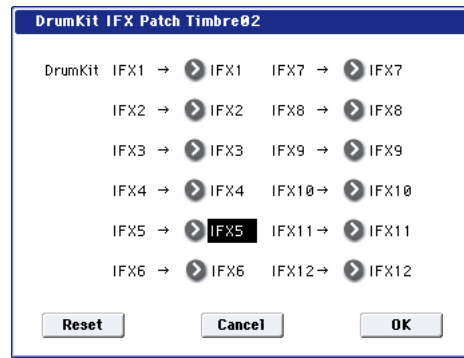 DrumKit IFX Patch Timbre02
DrumKit IFX1 → IFX1 IFX7 → IFX7
IFX2 → IFX2 IFX8 → IFX8
IFX3 → IFX3 IFX9 → IFX9
IFX4 → IFX4 IFX10→ IFX10
IFX5 → IFX5 IFX11→ IFX11
IFX6 → IFX6 IFX12→ IFX12
Reset Cancel OK